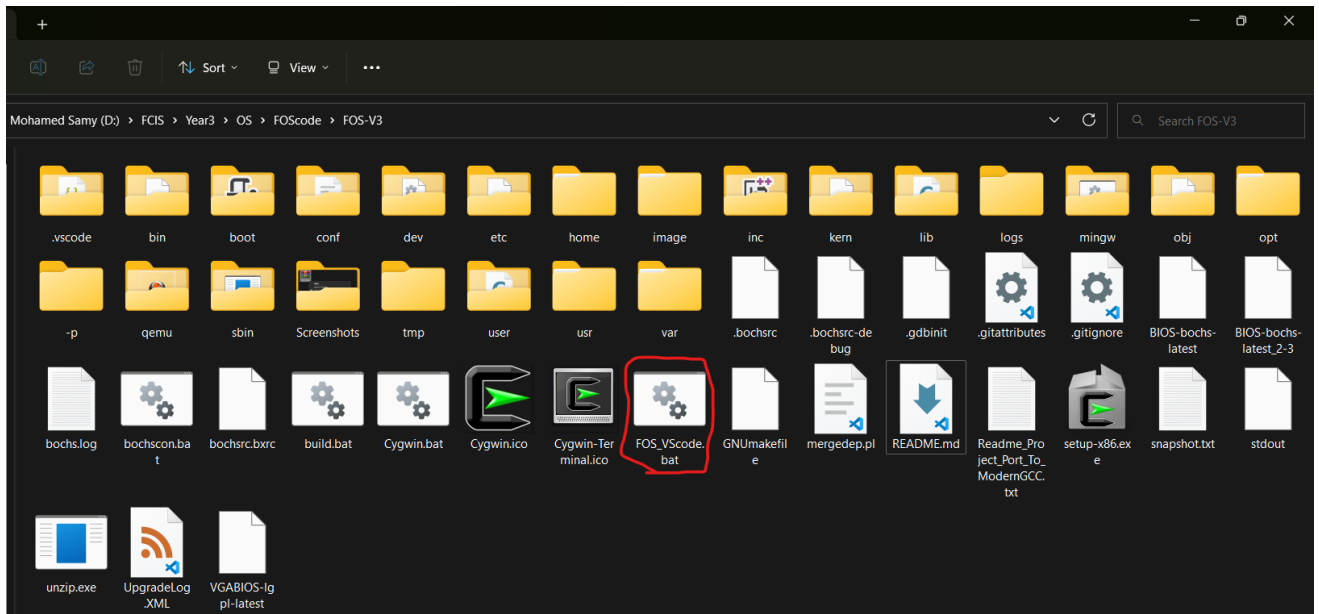 Sort
View
Mohamed Samy (D:) > FCIS > Year3 > OS > FOScode > FOS-V3
Search FOS-V3
.vscode
bin
boot
conf
dev
etc
home
image
inc
kern
lib
logs
mingw
obj
opt
-p
qemu
sbin
Screenshots
tmp
user
usr
var
.bochsrc
.bochsrc-de
bug
.gdbinit
.gitattributes
.gitignore
BIOS-bochs-
latest
BIOS-bochs-
latest_2-3
bochs.log
bochscon.ba
t
bochsrc.bxrc
build.bat
Cygwin.bat
Cygwin.ico
Cygwin-Ter
minal.ico
FOS_VScode.
bat
GNUmakefil
e
mergedep.pl
README.md
Readme_Pro
ject_Port_To_
ModernGCC.
txt
setup-x86.ex
e
snapshot.txt
stdout
unzip.exe
UpgradeLog
.XML
VGABIOS-lg
pl-latest